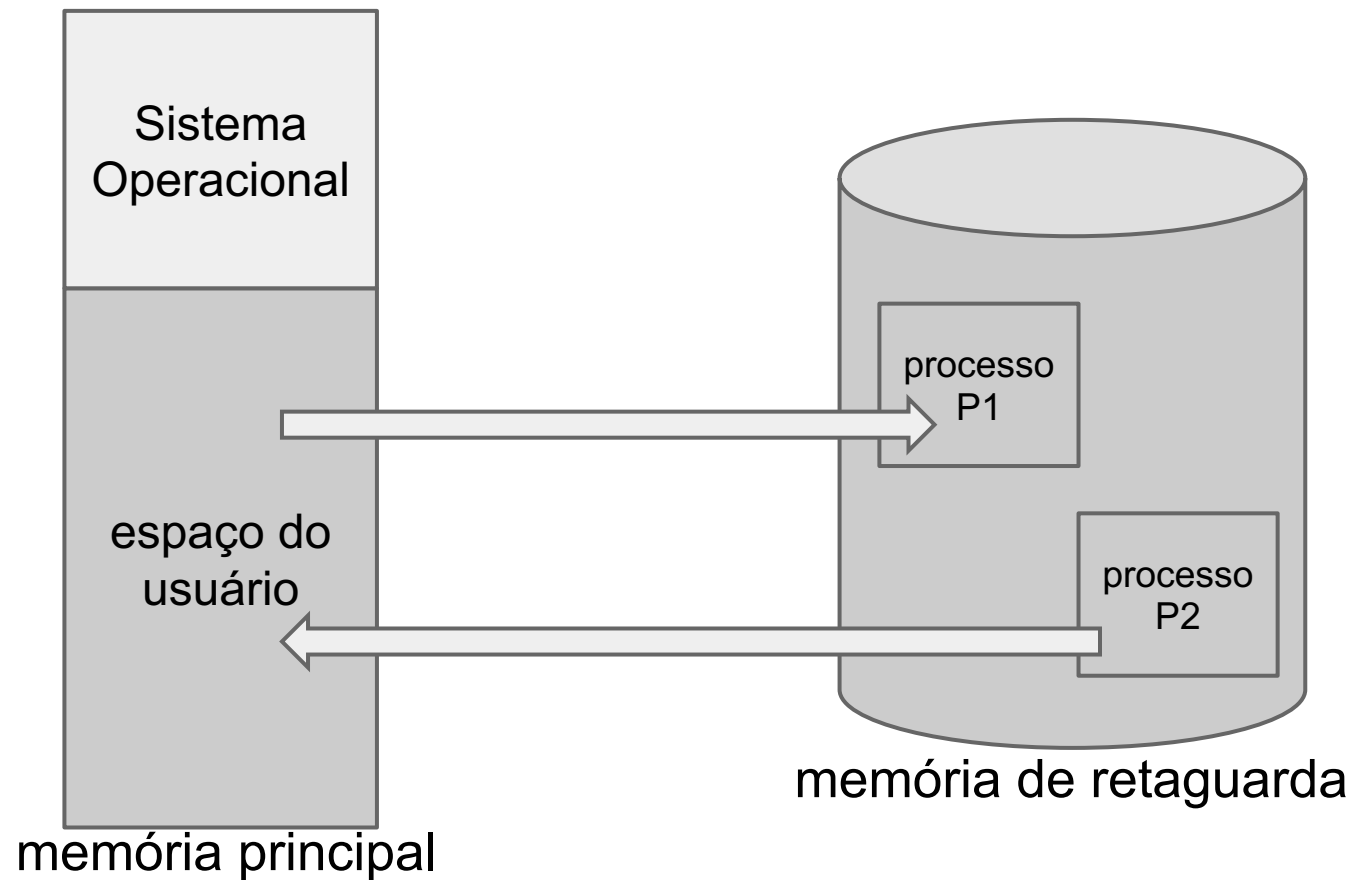 Sistema
Operacional
espaço do
usuário
memória principal
processo
P1
processo
P2
memória de retaguarda